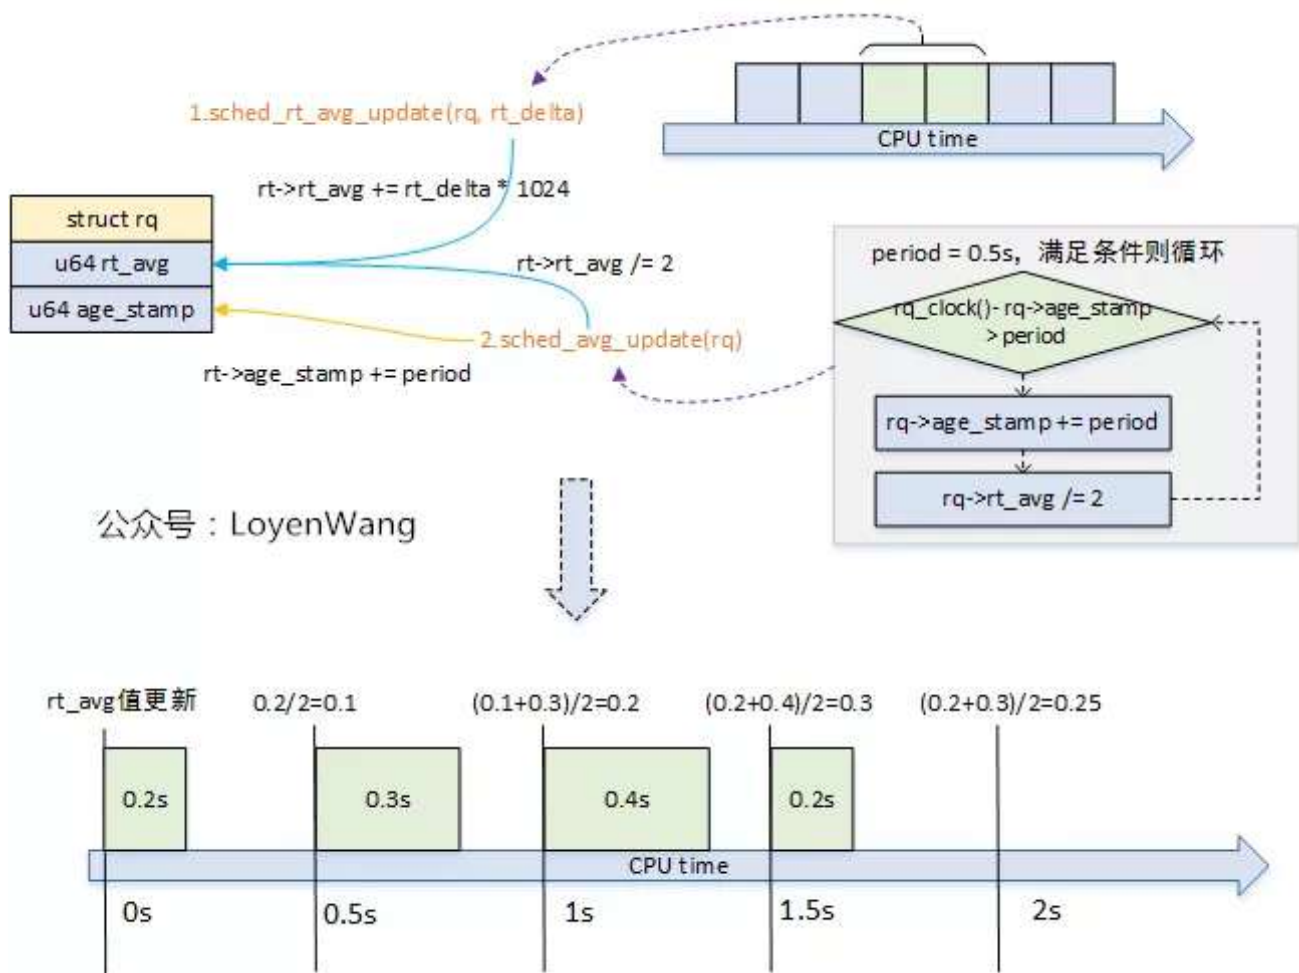 1.sched_rt_avg_update(rq, rt_delta)
CPU time
rt->rt_avg += rt_delta * 1024
struct rq
u64 rt_avg
u64 age_stamp
rt->rt_avg /= 2
2.sched_avg_update(rq)
rt->age_stamp += period
period = 0.5s，满足条件则循环
rq_clock()- rq->age_stamp
> period
rq->age_stamp += period
rq->rt_avg /= 2
公众号：LoyenWang
rt_avg值更新
0.2/2=0.1
(0.1+0.3)/2=0.2
(0.2+0.4)/2=0.3
(0.2+0.3)/2=0.25
0.2s
0.3s
0.4s
0.2s
CPU time
0s
0.5s
1s
1.5s
2s